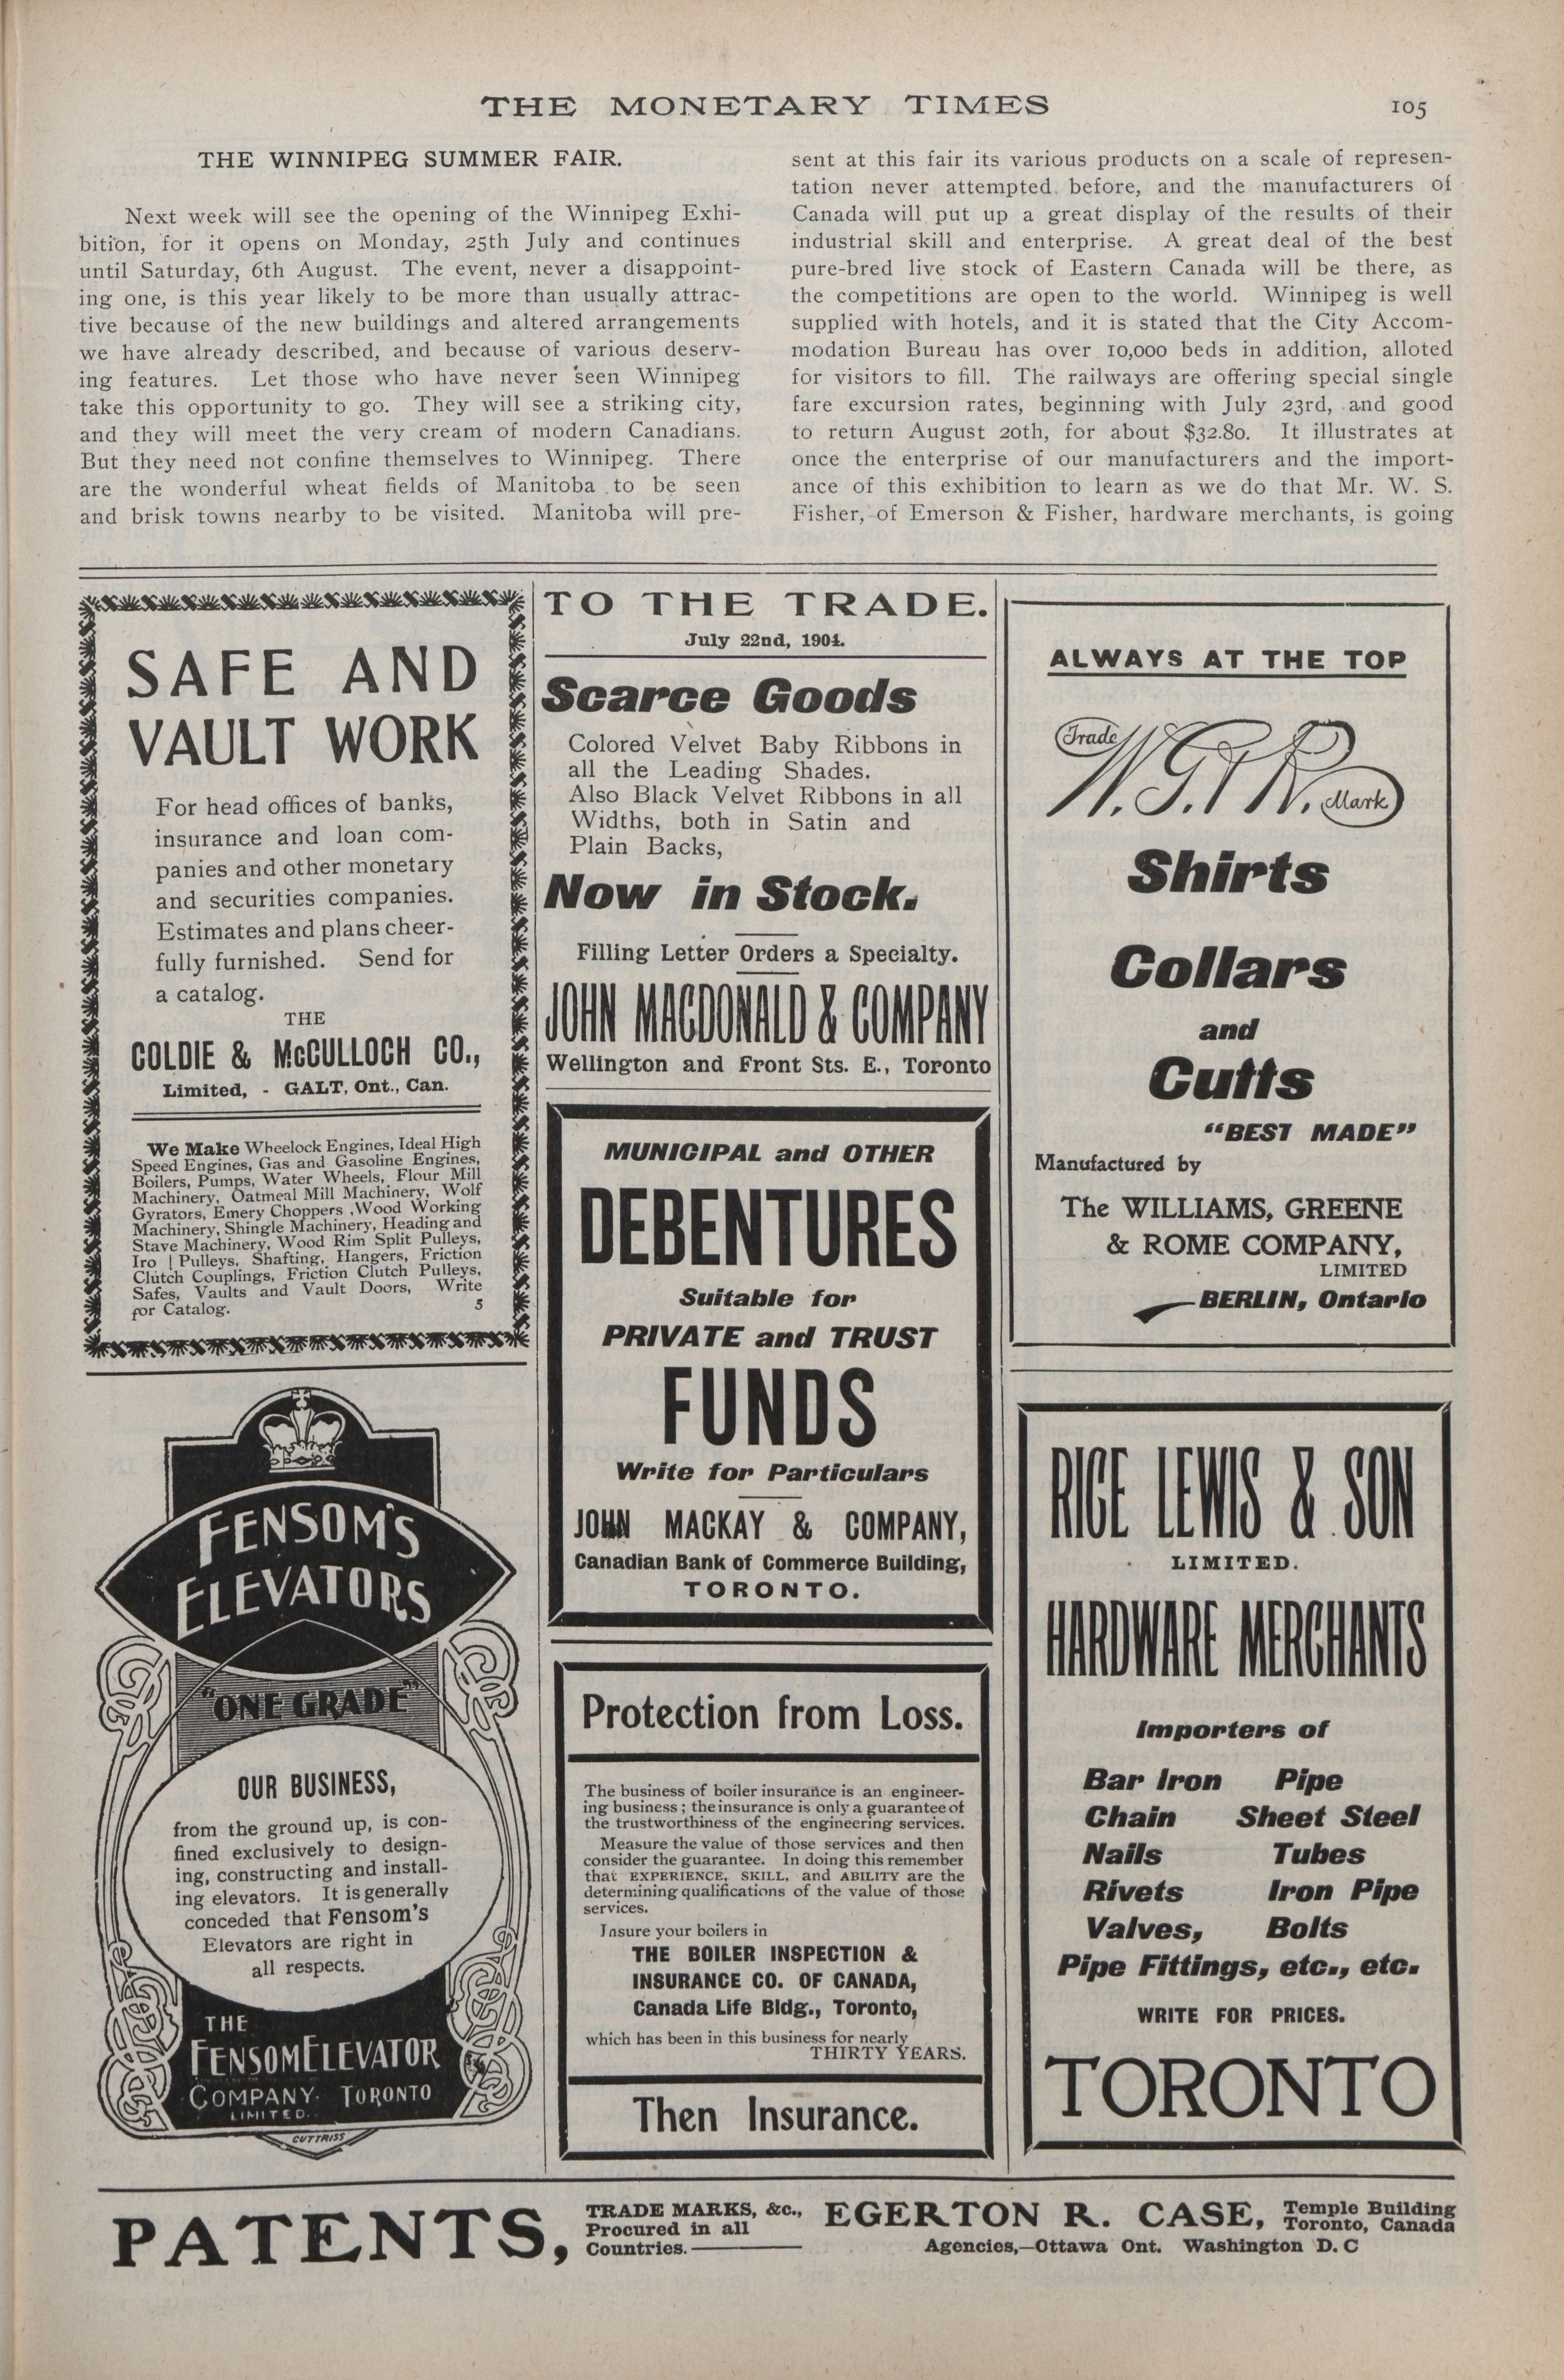 THE MONETARY TIMES
105
THE WINNIPEG SUMMER FAIR.
Next week will see the opening of the Winnipeg Exhi-
bition, for it opens on Monday, 25th July and continues
until Saturday, 6th August. The event, never a disappoint-
ing one, is this year likely to be more than usually attrac-
tive because of the new buildings and altered arrangements
we have already described, and because of various deserv-
ing features. Let those who have never seen Winnipeg
take this opportunity to go. They will see a striking city,
and they will meet the very cream of modern Canadians.
But they need not confine themselves to Winnipeg. There
are the wonderful wheat fields of Manitoba to be seen
and brisk towns nearby to be visited. Manitoba will pre-
sent at this fair its various products on a scale of represen-
tation never attempted before, and the manufacturers of
Canada will put up a great display of the results of their
industrial skill and enterprise. A great deal of the best
pure-bred live stock of Eastern Canada will be there, as
the competitions are open to the world. Winnipeg is well
supplied with hotels, and it is stated that the City Accom-
modation Bureau has over 10,000 beds in addition, alloted
for visitors to fill. The railways are offering special single
fare excursion rates, beginning with July 23rd, and good
to return August 20th, for about $32.80. It illustrates at
once the enterprise of our manufacturers and the import-
ance of this exhibition to learn as we do that Mr. W. S.
Fisher, of Emerson & Fisher, hardware merchants, is going
SAFE AND
VAULT WORK
For head offices of banks,
insurance and loan com-
panies and other monetary
and securities companies.
Estimates and plans cheer-
fully furnished. Send for
a catalog.
THE
GOLDIE & McCULLOCH CO.,
Limited, - GALT, Ont., Can.
We Make Wheelock Engines, Ideal High
Speed Engines, Gas and Gasoline Engines,
Boilers, Pumps, Water Wheels, Flour Mill
Machinery, Oatmeal Mill Machinery, Wolf
Gyrators, Emery Choppers ,Wood Working
Machinery, Shingle Machinery, Heading and
Stave Machinery, Wood Rim Split Pulleys,
Iro | Pulleys, Shafting, Hangers, Friction
Clutch Couplings, Friction Clutch Pulleys,
Safes, Vaults and Vault Doors, Write
for Catalog. 5
FENSOM'S
ELEVATORS
"ONE GRADE"
OUR BUSINESS,
from the ground up, is con-
fined exclusively to design-
ing, constructing and install-
ing elevators. It is generally
conceded that Fensom's
Elevators are right in
all respects.
THE
FENSOM ELEVATOR
COMPANY. TORONTO
LIMITED.
CUTTRISS
TO THE TRADE.
July 22nd, 1904.
Scarce Goods
Colored Velvet Baby Ribbons in
all the Leading Shades.
Also Black Velvet Ribbons in all
Widths, both in Satin and
Plain Backs,
Now in Stock.
Filling Letter Orders a Specialty.
JOHN MACDONALD & COMPANY
Wellington and Front Sts. E., Toronto
MUNICIPAL and OTHER
DEBENTURES
Suitable for
PRIVATE and TRUST
FUNDS
Write for Particulars
JOHN MACKAY & COMPANY,
Canadian Bank of Commerce Building,
TORONTO.
Protection from Loss.
The business of boiler insurance is an engineer-
ing business ; the insurance is only a guarantee of
the trustworthiness of the engineering services.
Measure the value of those services and then
consider the guarantee. In doing this remember
that EXPERIENCE, SKILL, and ABILITY are the
determining qualifications of the value of those
services.
Insure your boilers in
THE BOILER INSPECTION &
INSURANCE CO. OF CANADA,
Canada Life Bldg., Toronto,
which has been in this business for nearly
THIRTY YEARS.
Then Insurance.
ALWAYS AT THE TOP
Trade
W. G. & R.
Mark
Shirts
Collars
and
Cuffs
"BEST MADE"
Manufactured by
The WILLIAMS, GREENE
& ROME COMPANY,
LIMITED
BERLIN, Ontario
RICE LEWIS & SON
LIMITED.
HARDWARE MERCHANTS
Importers of
Bar Iron Pipe
Chain Sheet Steel
Nails Tubes
Rivets Iron Pipe
Valves, Bolts
Pipe Fittings, etc., etc.
WRITE FOR PRICES.
TORONTO
PATENTS,
TRADE MARKS, &c.,
Procured in all
Countries.
EGERTON R. CASE,
Temple Building
Toronto, Canada
Agencies,—Ottawa Ont. Washington D. C